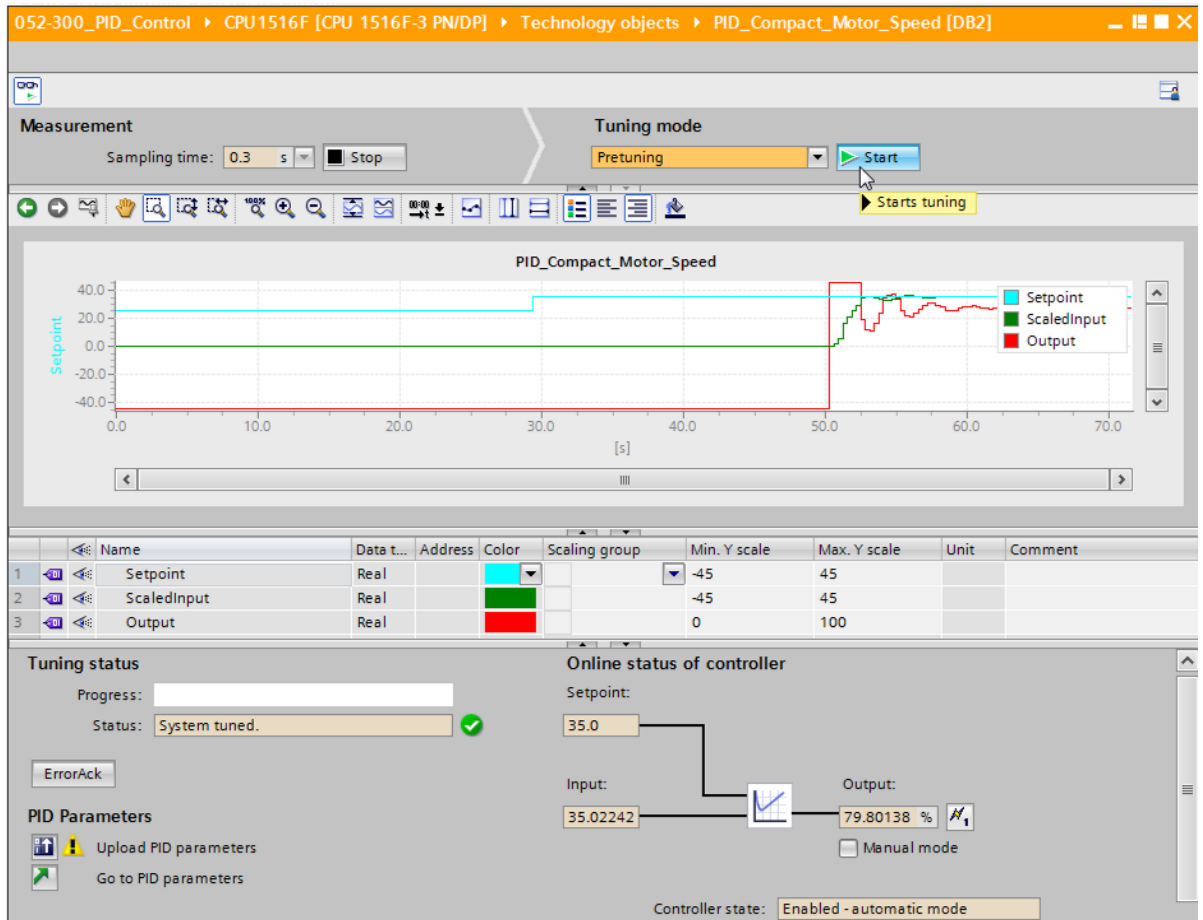 052-300_PID_Control ▸ CPU1516F [CPU 1516F-3 PN/DP] ▸ Technology objects ▸ PID_Compact_Motor_Speed [DB2]
Measurement
Tuning mode
Sampling time: 0.3 s Stop
Pretuning Start
Starts tuning
PID_Compact_Motor_Speed
Setpoint
40.0
20.0
0.0
-20.0
-40.0
Setpoint
ScaledInput
Output
0.0 10.0 20.0 30.0 40.0 50.0 60.0 70.0
[s]
Name Data t... Address Color Scaling group Min. Y scale Max. Y scale Unit Comment
1 Setpoint Real -45 45
2 ScaledInput Real -45 45
3 Output Real 0 100
Tuning status
Progress:
Status: System tuned.
ErrorAck
PID Parameters
Upload PID parameters
Go to PID parameters
Online status of controller
Setpoint:
35.0
Input: Output:
35.02242 79.80138 %
Manual mode
Controller state: Enabled - automatic mode